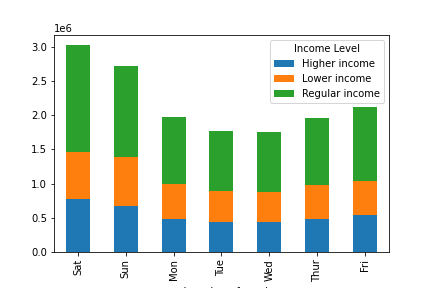 1e6
3.0
2.5
2.0
1.5
1.0
0.5
0.0
Income Level
Higher income
Lower income
Regular income
Sat
Sun
Mon
Tue
Wed
Thur
Fri